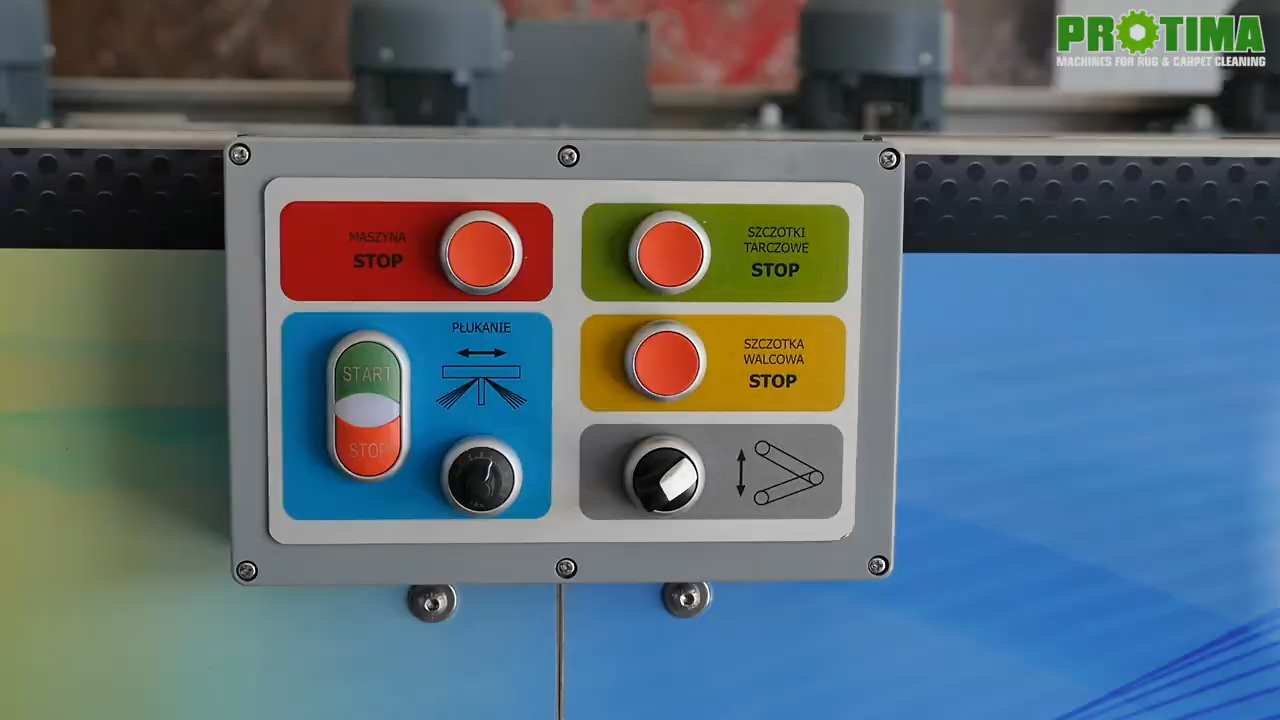 PROTIMA
MACHINES FOR RUG & CARPET CLEANING
MASZYNA
STOP
SZCZOTKI
TARCZOWE
STOP
PŁUKANIE
START
STOP
SZCZOTKA
WALCOWA
STOP